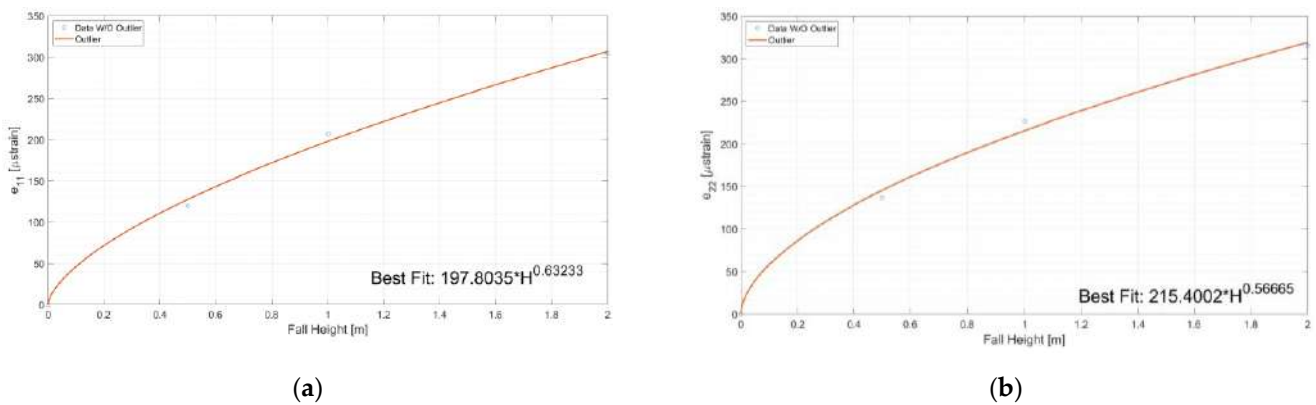 Data W/O Outlier
Outlier
350
300
250
200
150
100
50
0
e11 [μstrain]
0 0.2 0.4 0.6 0.8 1 1.2 1.4 1.6 1.8 2
Fall Height [m]
Best Fit: 197.8035*H^0.63233
(a)
Data W/O Outlier
Outlier
350
300
250
200
150
100
50
0
e22 [μstrain]
0 0.2 0.4 0.6 0.8 1 1.2 1.4 1.6 1.8 2
Fall Height [m]
Best Fit: 215.4002*H^0.56665
(b)